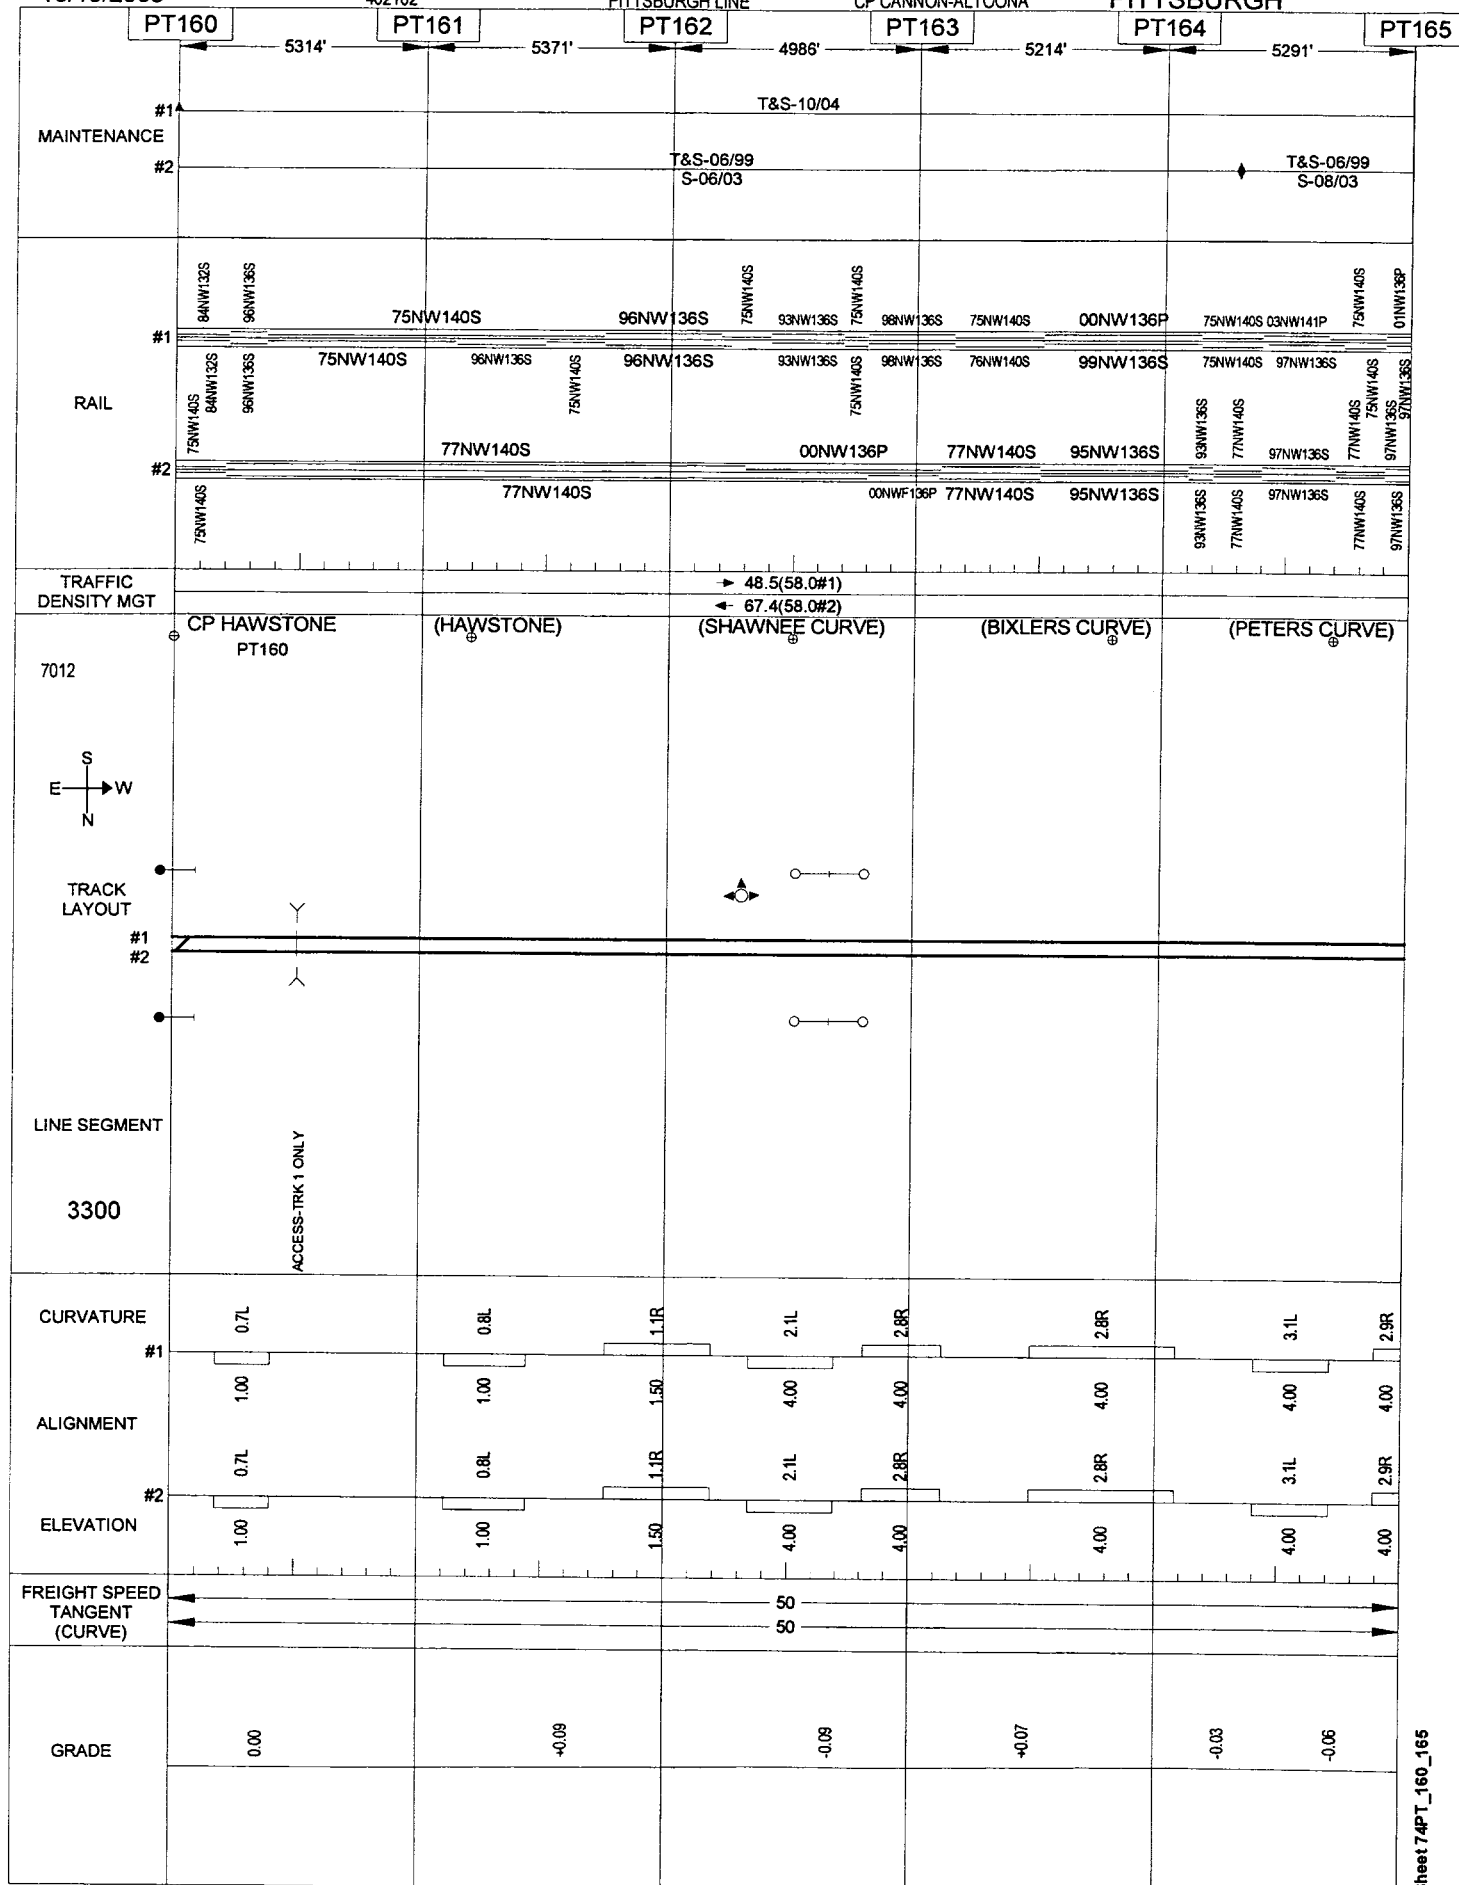 402102 PITTSBURGH LINE CP CANNON-ALTOONA PITTSBURGH
PT160 PT161 PT162 PT163 PT164 PT165
5314' 5371' 4986' 5214' 5291'
MAINTENANCE
#1 T&S-10/04
#2 T&S-06/99 T&S-06/99
S-06/03 S-08/03
RAIL
84NW132S 96NW136S 75NW140S 96NW136S 75NW140S 93NW136S 75NW140S 98NW136S 75NW140S 00NW136P 75NW140S 03NW141P 75NW140S 01NW136P
#1
84NW132S 96NW136S 75NW140S 96NW136S 75NW140S 96NW136S 93NW136S 75NW140S 98NW136S 76NW140S 99NW136S 75NW140S 97NW136S 75NW140S 97NW136S
75NW140S 77NW140S 00NW136P 77NW140S 95NW136S 93NW136S 77NW140S 97NW136S 77NW140S 97NW136S
#2
75NW140S 77NW140S 00NWF136P 77NW140S 95NW136S 93NW136S 77NW140S 97NW136S 77NW140S 97NW136S
TRAFFIC
DENSITY MGT
48.5(58.0#1)
67.4(58.0#2)
CP HAWSTONE (HAWSTONE) (SHAWNEE CURVE) (BIXLERS CURVE) (PETERS CURVE)
PT160
7012
S
E W
N
TRACK
LAYOUT
#1
#2
LINE SEGMENT
3300
ACCESS-TRK 1 ONLY
CURVATURE
0.7L 0.8L 1.1R 2.1L 2.8R 2.8R 3.1L 2.9R
#1
1.00 1.00 1.50 4.00 4.00 4.00 4.00 4.00
ALIGNMENT
0.7L 0.8L 1.1R 2.1L 2.8R 2.8R 3.1L 2.9R
#2
ELEVATION
1.00 1.00 1.50 4.00 4.00 4.00 4.00 4.00
FREIGHT SPEED
TANGENT
(CURVE)
50
50
GRADE
0.00 +0.09 -0.09 +0.07 -0.03 -0.06
74PT_160_165